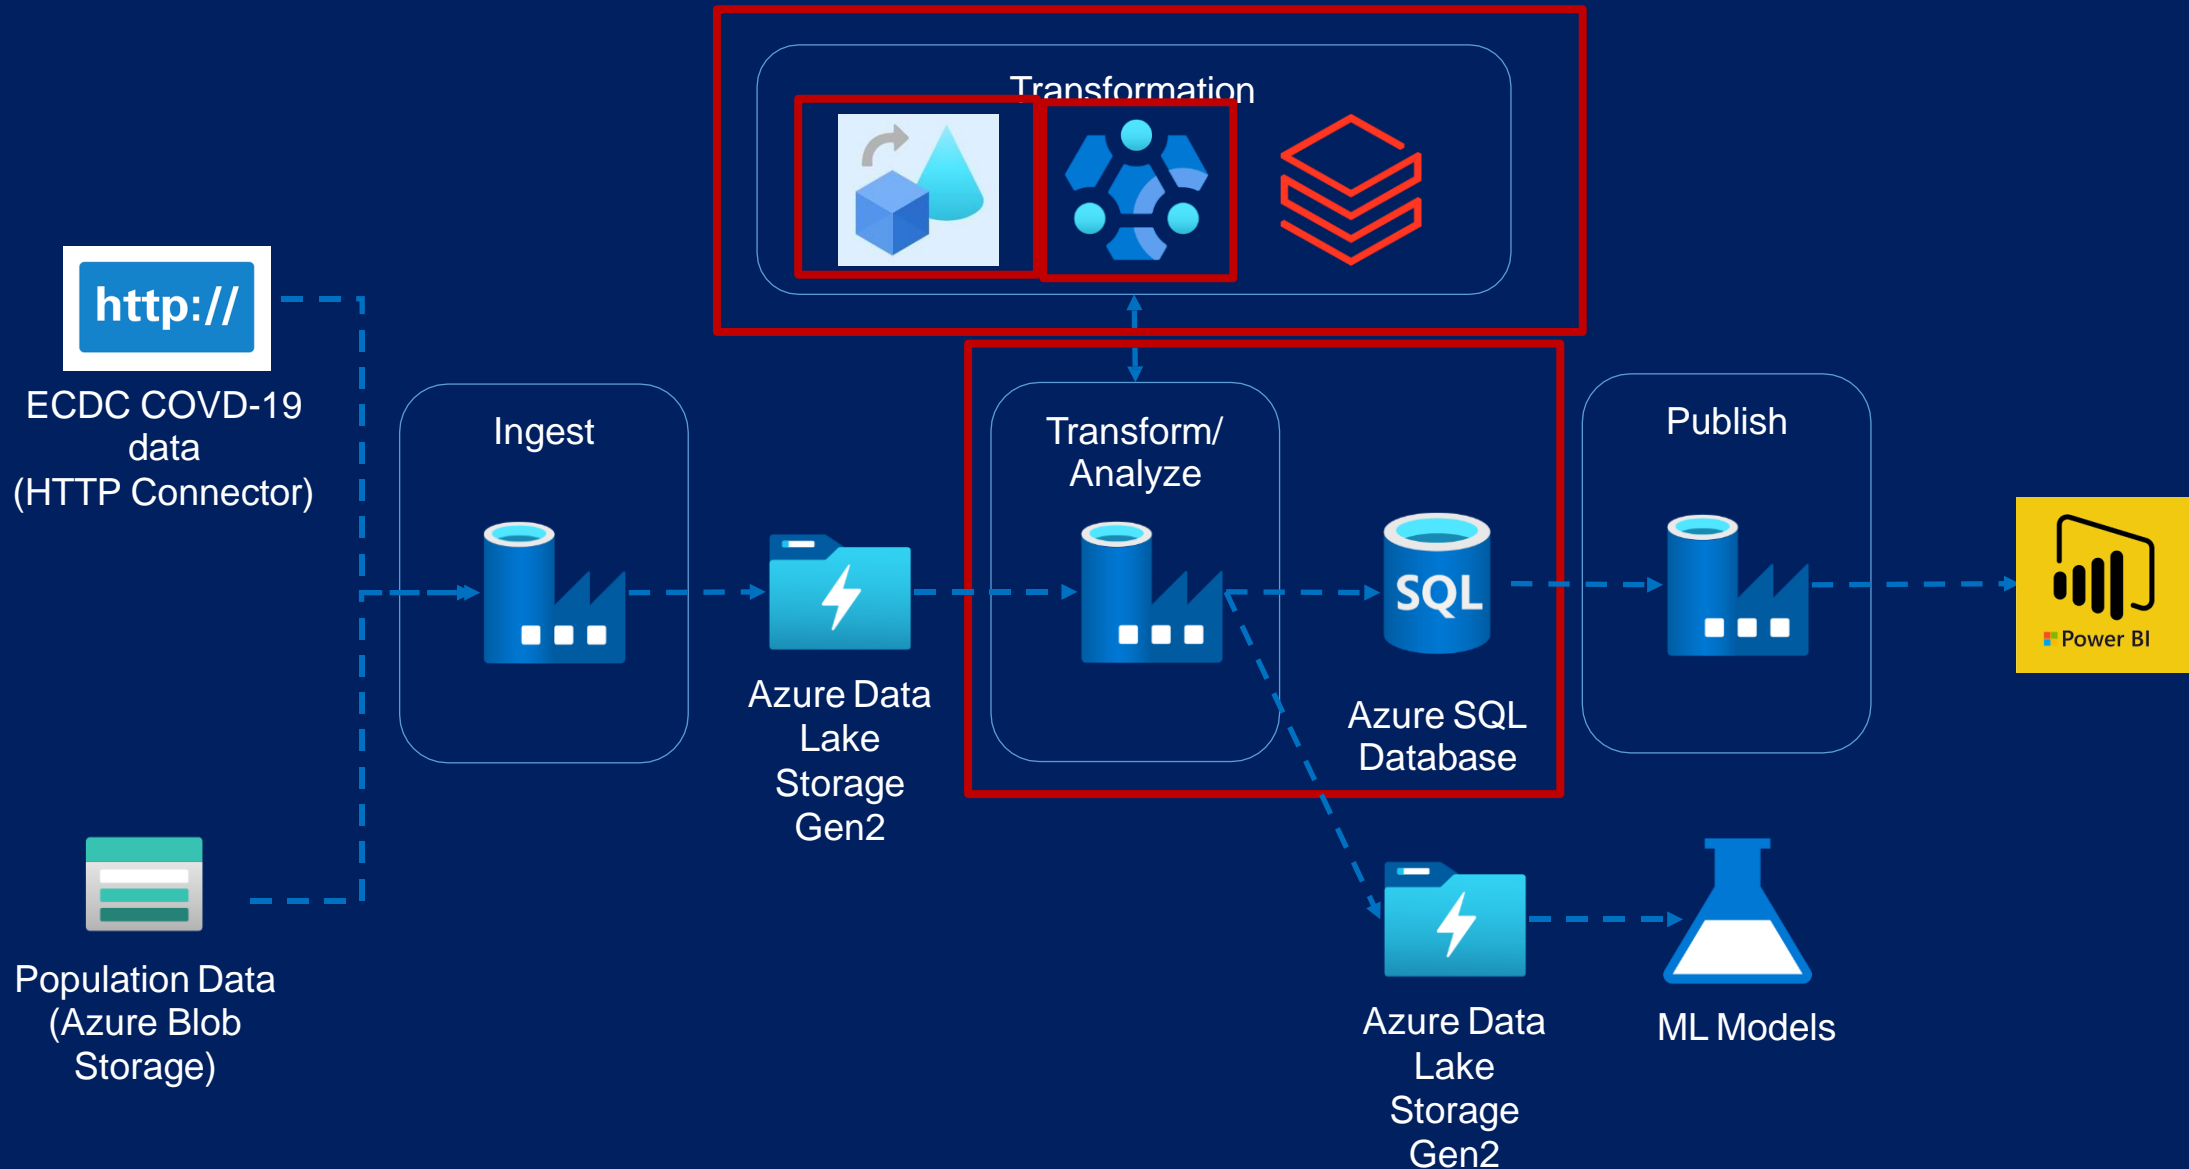 Transformation
http://
ECDC COVD-19
data
(HTTP Connector)
Ingest
Transform/
Analyze
Publish
SQL
Power BI
Azure Data
Lake
Storage
Gen2
Azure SQL
Database
Population Data
(Azure Blob
Storage)
Azure Data
Lake
Storage
Gen2
ML Models